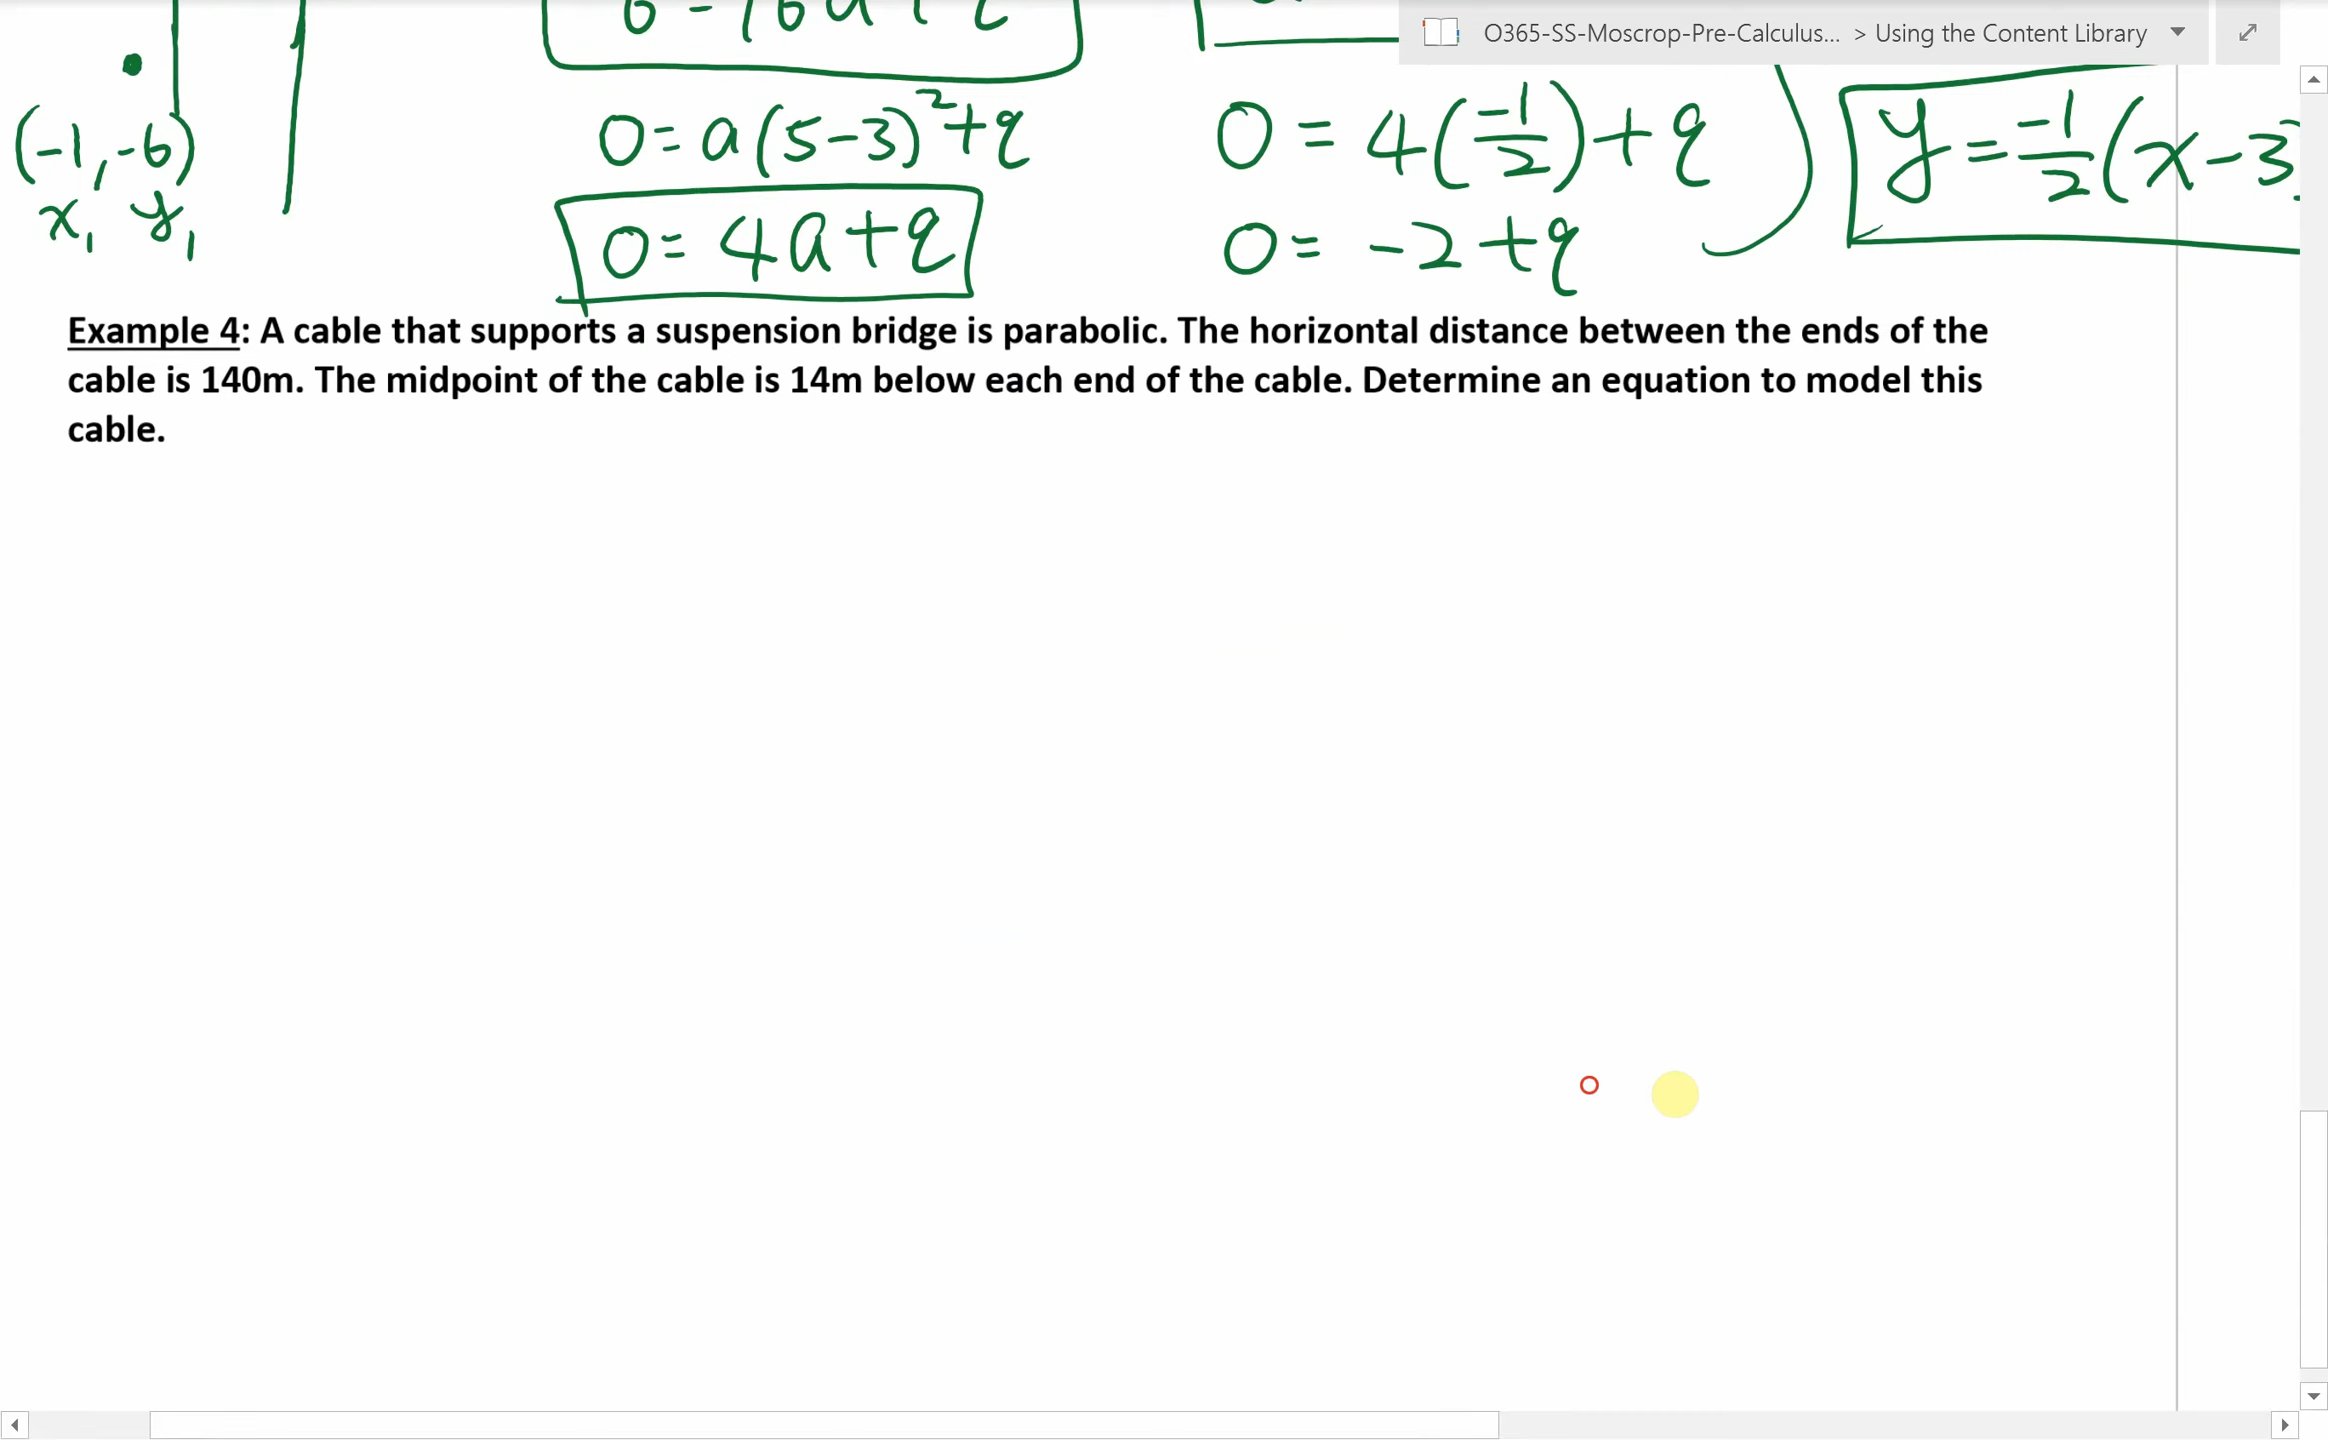 O365-SS-Moscrop-Pre-Calculus... > Using the Content Library
(-1,-6)
x₁ y₁
0=a(5-3)²+q
0=4a+q
0=4(-1/2)+q
0=-2+q
y=-1/2(x-3)
Example 4: A cable that supports a suspension bridge is parabolic. The horizontal distance between the ends of the
cable is 140m. The midpoint of the cable is 14m below each end of the cable. Determine an equation to model this
cable.